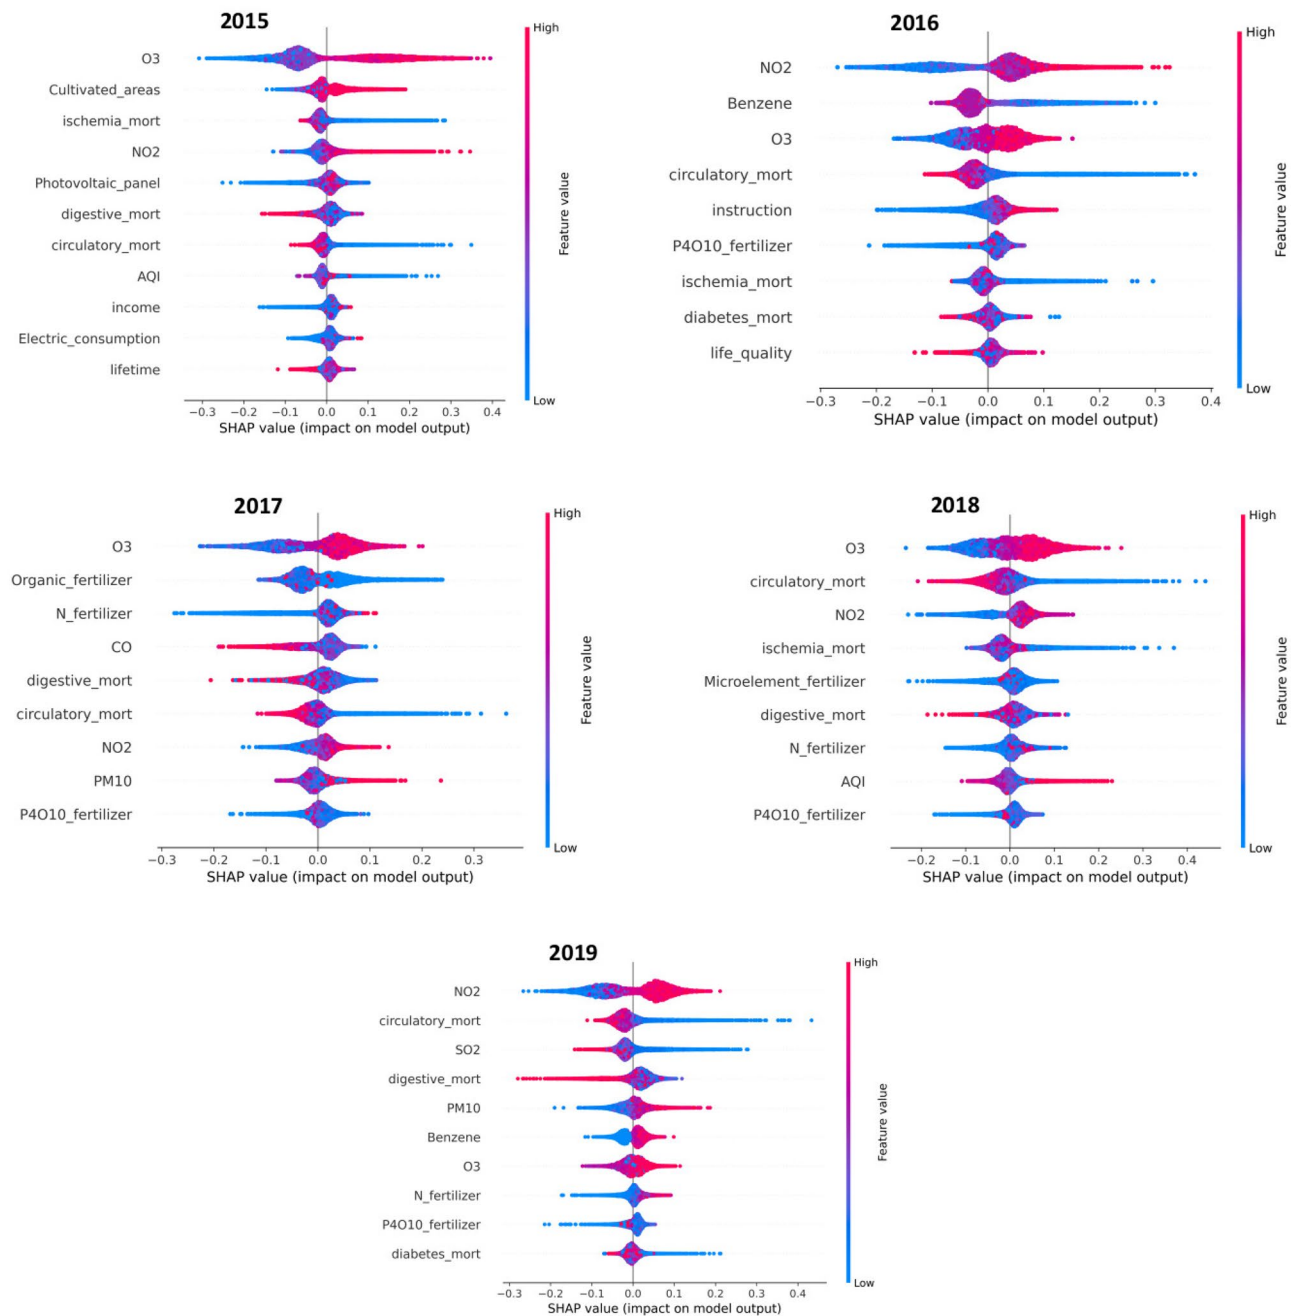 2015
High
O3
Cultivated_areas
ischemia_mort
NO2
Photovoltaic_panel
digestive_mort
circulatory_mort
AQI
income
Electric_consumption
lifetime
Feature value
Low
−0.3 −0.2 −0.1 0.0 0.1 0.2 0.3 0.4
SHAP value (impact on model output)
2016
High
NO2
Benzene
O3
circulatory_mort
instruction
P4O10_fertilizer
ischemia_mort
diabetes_mort
life_quality
Feature value
Low
−0.3 −0.2 −0.1 0.0 0.1 0.2 0.3 0.4
SHAP value (impact on model output)
2017
High
O3
Organic_fertilizer
N_fertilizer
CO
digestive_mort
circulatory_mort
NO2
PM10
P4O10_fertilizer
Feature value
Low
−0.3 −0.2 −0.1 0.0 0.1 0.2 0.3
SHAP value (impact on model output)
2018
High
O3
circulatory_mort
NO2
ischemia_mort
Microelement_fertilizer
digestive_mort
N_fertilizer
AQI
P4O10_fertilizer
Feature value
Low
−0.2 −0.1 0.0 0.1 0.2 0.3 0.4
SHAP value (impact on model output)
2019
High
NO2
circulatory_mort
SO2
digestive_mort
PM10
Benzene
O3
N_fertilizer
P4O10_fertilizer
diabetes_mort
Feature value
Low
−0.3 −0.2 −0.1 0.0 0.1 0.2 0.3 0.4
SHAP value (impact on model output)